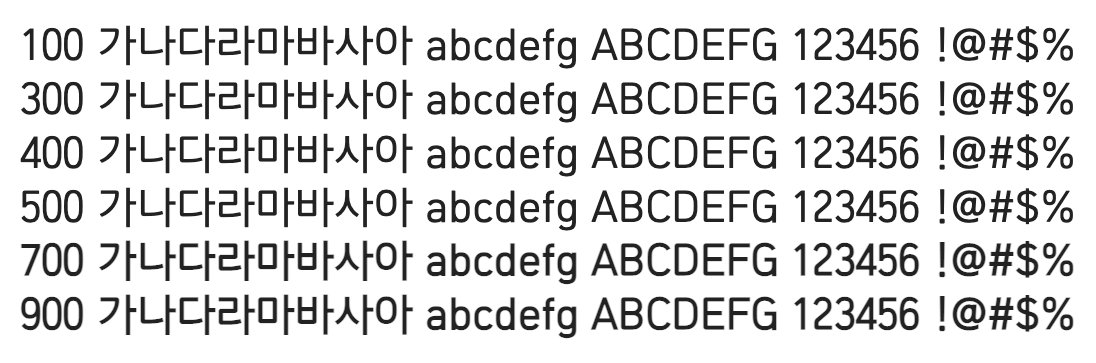 100 가나다라마바사아 abcdefg ABCDEFG 123456 !@#$%
300 가나다라마바사아 abcdefg ABCDEFG 123456 !@#$%
400 가나다라마바사아 abcdefg ABCDEFG 123456 !@#$%
500 가나다라마바사아 abcdefg ABCDEFG 123456 !@#$%
700 가나다라마바사아 abcdefg ABCDEFG 123456 !@#$%
900 가나다라마바사아 abcdefg ABCDEFG 123456 !@#$%